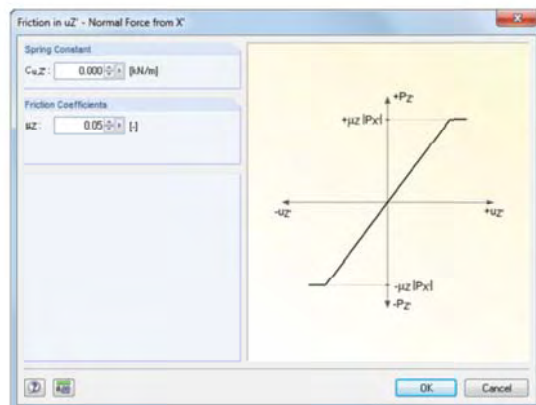 Friction in uZ' - Normal Force from X'
Spring Constant
Cu,Z' : 0.000 [kN/m]
Friction Coefficients
µZ : 0.05 [-]
+PZ'
+µZ |PX'|
-uZ'
+uZ'
-µZ |PX'|
-PZ'
OK
Cancel